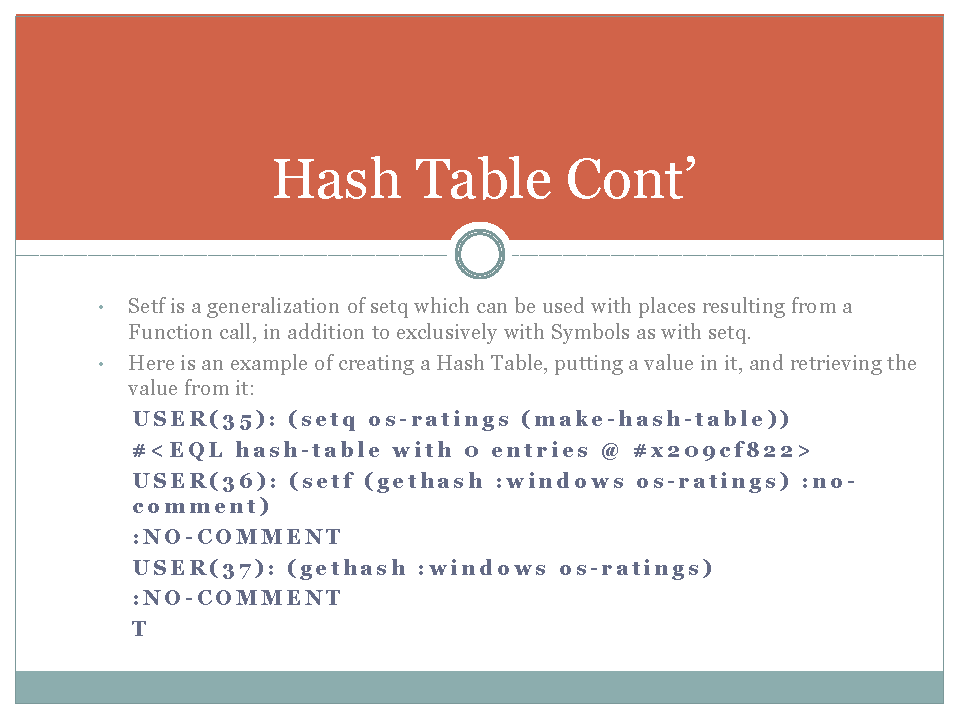 Hash Table Cont’
• Setf is a generalization of setq which can be used with places resulting from a
Function call, in addition to exclusively with Symbols as with setq.
• Here is an example of creating a Hash Table, putting a value in it, and retrieving the
value from it:
USER(35): (setq os-ratings (make-hash-table))
#<EQL hash-table with 0 entries @ #x209cf822>
USER(36): (setf (gethash :windows os-ratings) :no-
comment)
:NO-COMMENT
USER(37): (gethash :windows os-ratings)
:NO-COMMENT
T